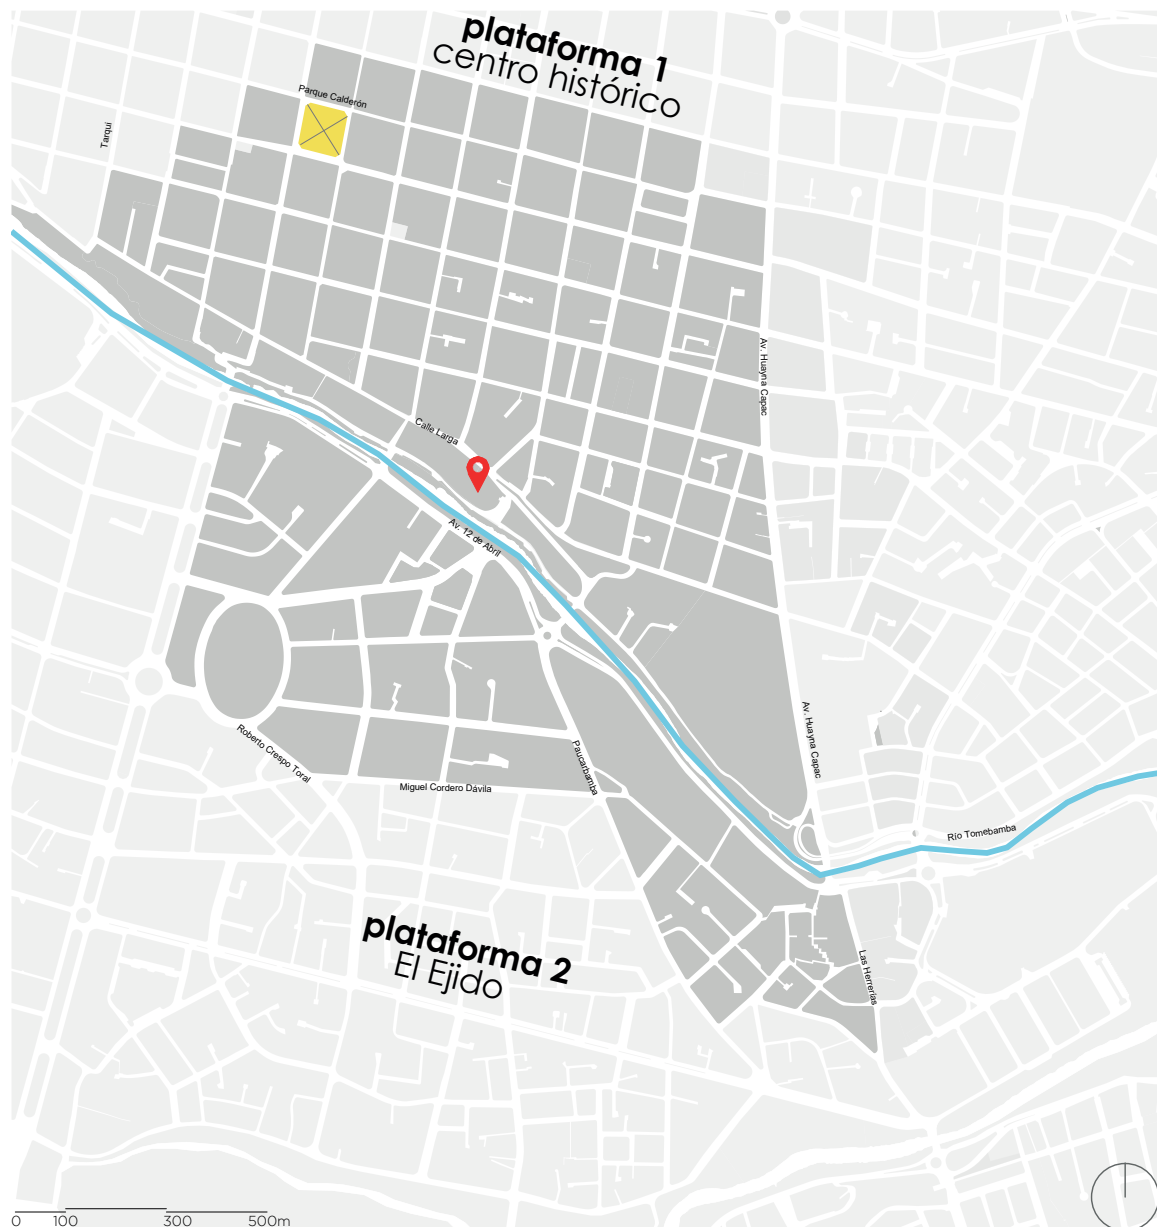 plataforma 1
centro histórico
Parque Calderón
Tarqui
Av. Huayna Capac
Calle Larga
Av. 12 de Abril
Av. Huayna Capac
Roberto Crespo Toral
Paucarbamba
Miguel Cordero Dávila
Río Tomebamba
plataforma 2
El Ejido
Las Herrerías
0 100 300 500m